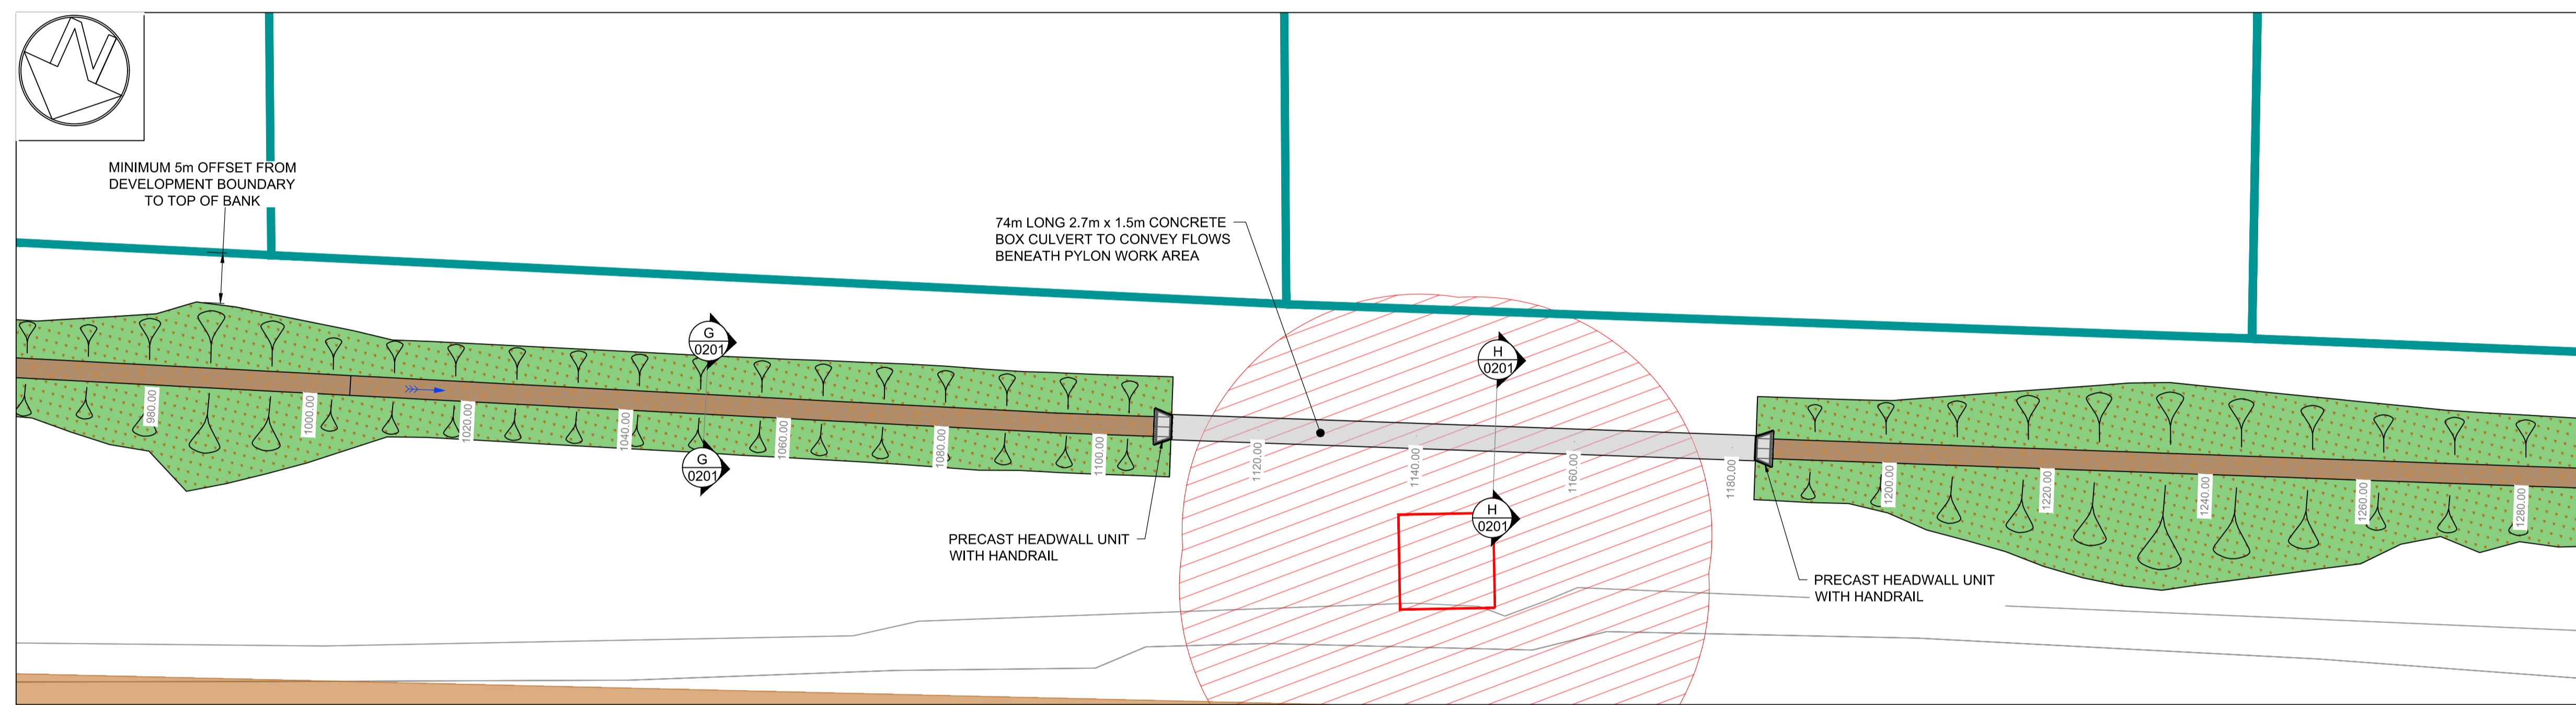 N
MINIMUM 5m OFFSET FROM
DEVELOPMENT BOUNDARY
TO TOP OF BANK
74m LONG 2.7m x 1.5m CONCRETE
BOX CULVERT TO CONVEY FLOWS
BENEATH PYLON WORK AREA
G
0201
H
0201
980.00
1000.00
1020.00
1040.00
1060.00
1080.00
1100.00
1120.00
1140.00
1160.00
1180.00
1200.00
1220.00
1240.00
1260.00
1280.00
G
0201
H
0201
PRECAST HEADWALL UNIT
WITH HANDRAIL
PRECAST HEADWALL UNIT
WITH HANDRAIL